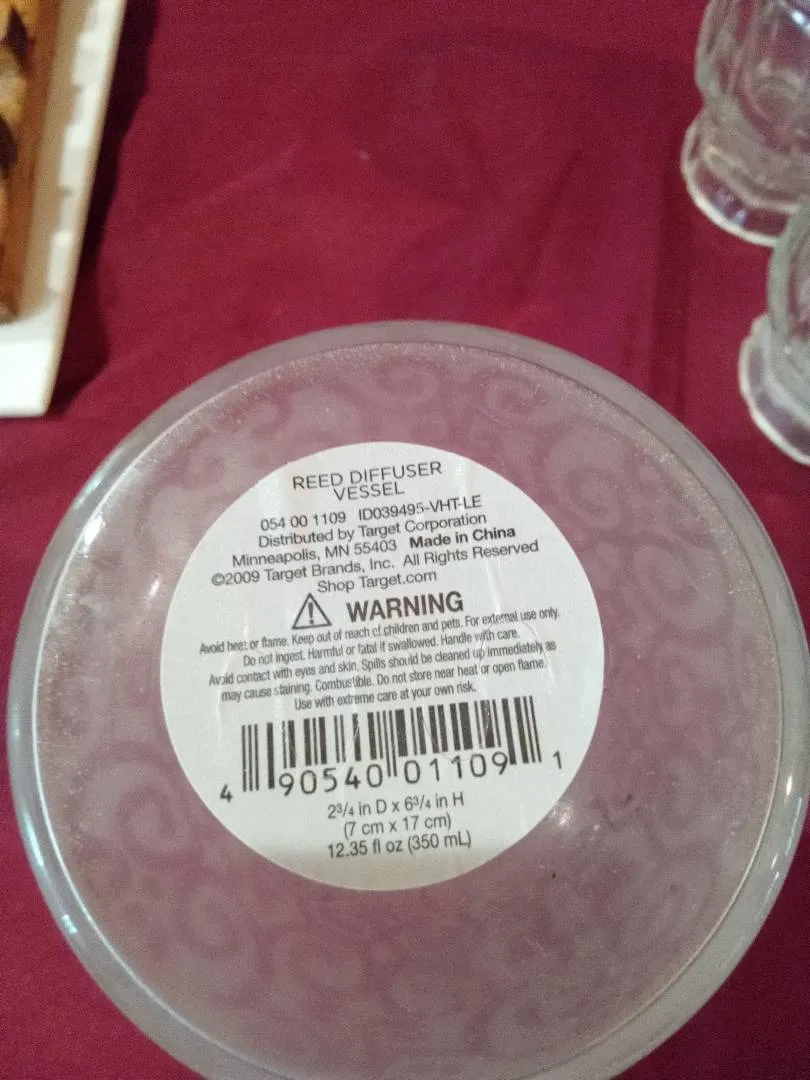 REED DIFFUSER
VESSEL
054 00 1109 ID039495-VHT-LE
Distributed by Target Corporation
Minneapolis, MN 55403 Made in China
©2009 Target Brands, Inc. All Rights Reserved
Shop Target.com
WARNING
Avoid heat or flame. Keep out of reach of children and pets. For external use only.
Do not ingest. Harmful or fatal if swallowed. Handle with care.
Avoid contact with eyes and skin. Spills should be cleaned up immediately as
may cause staining. Combustible. Do not store near heat or open flame.
Use with extreme care at your own risk.
4 90540 01109 1
2 3/4 in D x 6 3/4 in H
(7 cm x 17 cm)
12.35 fl oz (350 mL)